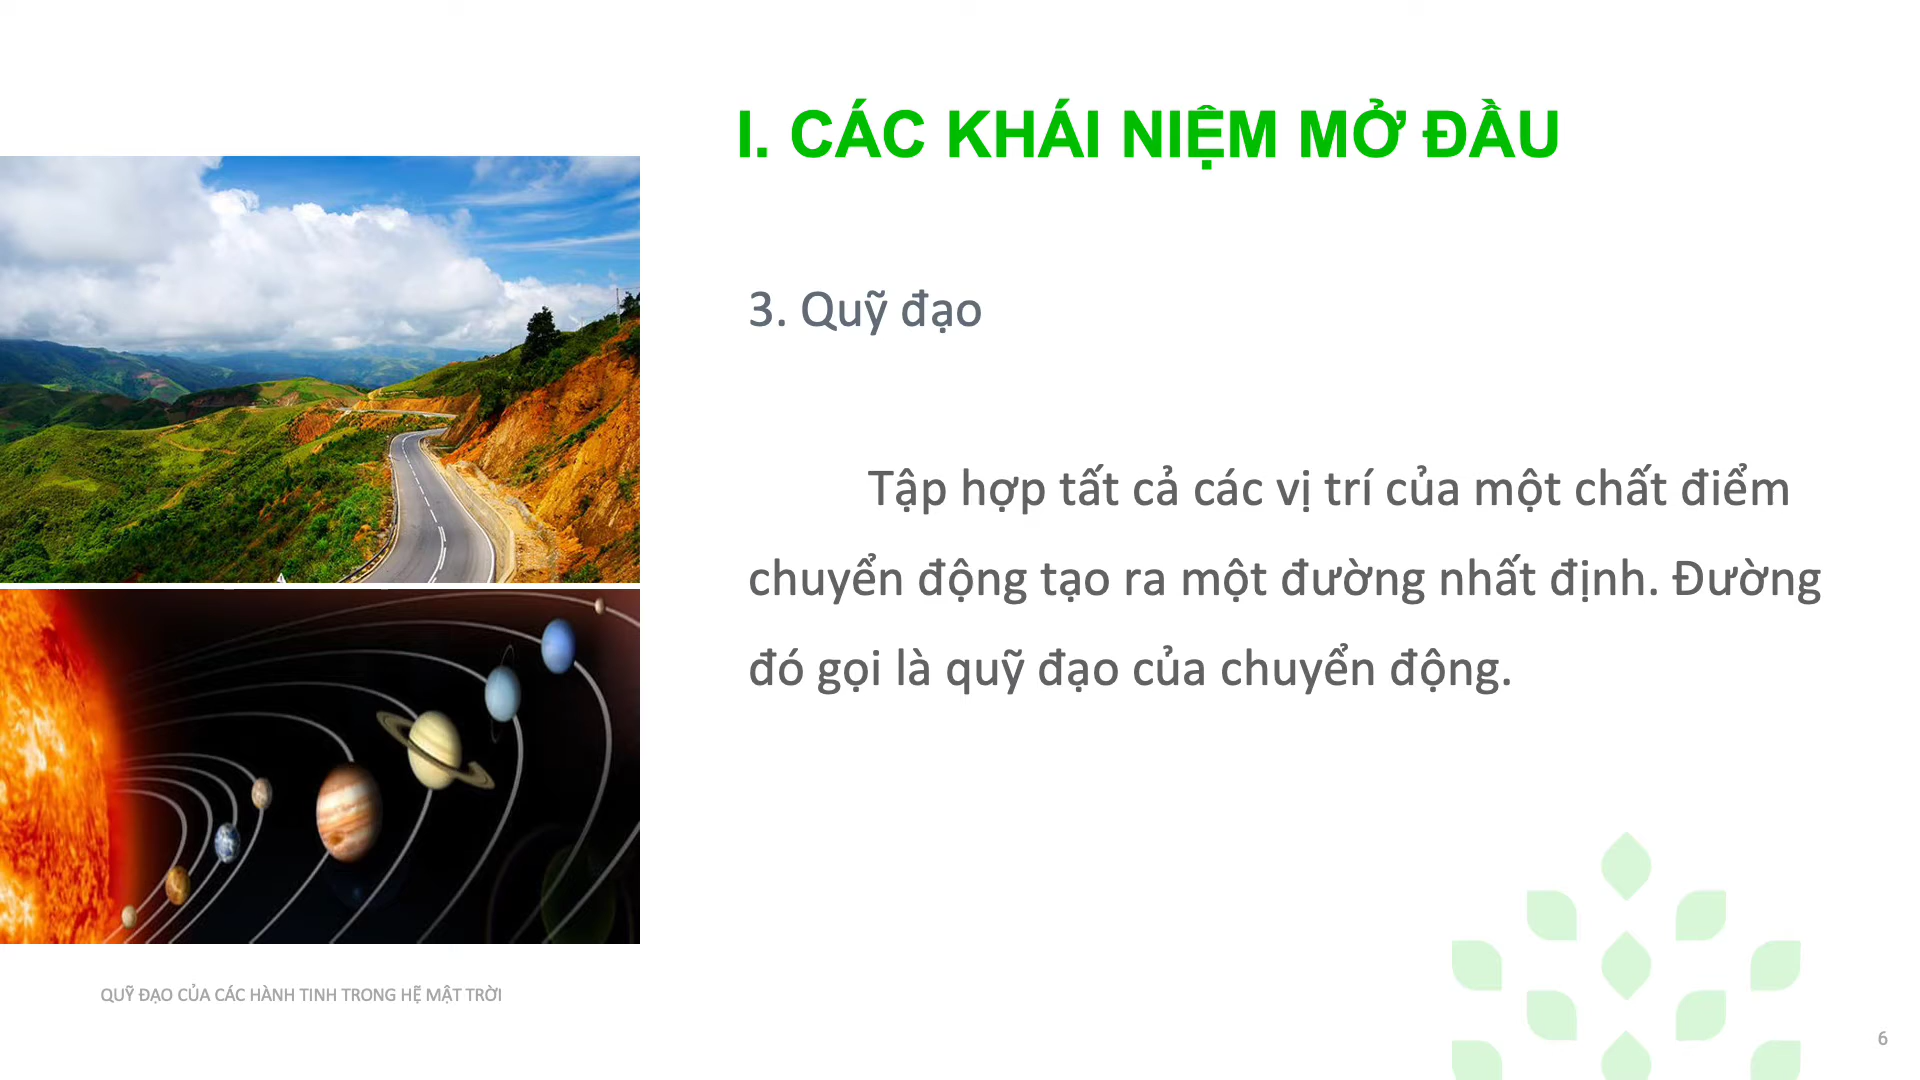 I. CÁC KHÁI NIỆM MỞ ĐẦU
3. Quỹ đạo
Tập hợp tất cả các vị trí của một chất điểm
chuyển động tạo ra một đường nhất định. Đường
đó gọi là quỹ đạo của chuyển động.
QUỸ ĐẠO CỦA CÁC HÀNH TINH TRONG HỆ MẬT TRỜI
6